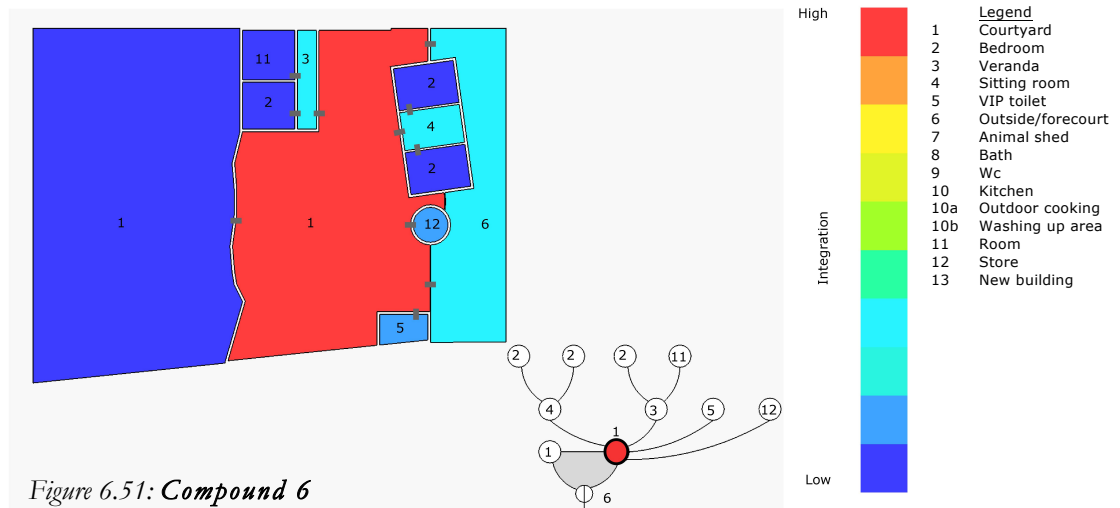 11
3
2
2
4
2
1
1
12
6
5
2
2
2
11
4
3
5
12
1
1
6
Figure 6.51: Compound 6
High
Integration
Low
Legend
1 Courtyard
2 Bedroom
3 Veranda
4 Sitting room
5 VIP toilet
6 Outside/forecourt
7 Animal shed
8 Bath
9 Wc
10 Kitchen
10a Outdoor cooking
10b Washing up area
11 Room
12 Store
13 New building